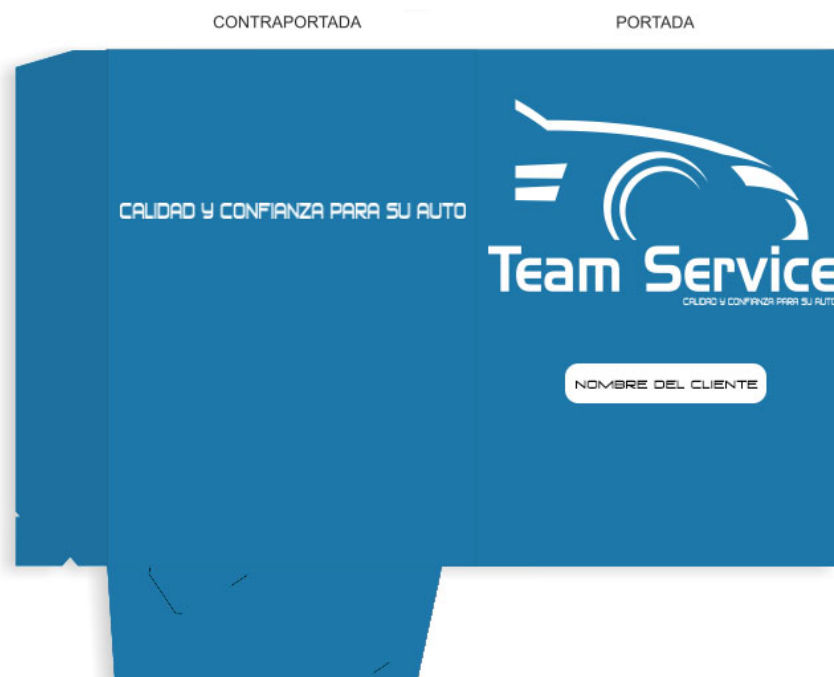 CONTRAPORTADA
PORTADA
CALIDAD Y CONFIANZA PARA SU AUTO
Team Service
CALIDAD Y CONFIANZA PARA SU AUTO
NOMBRE DEL CLIENTE